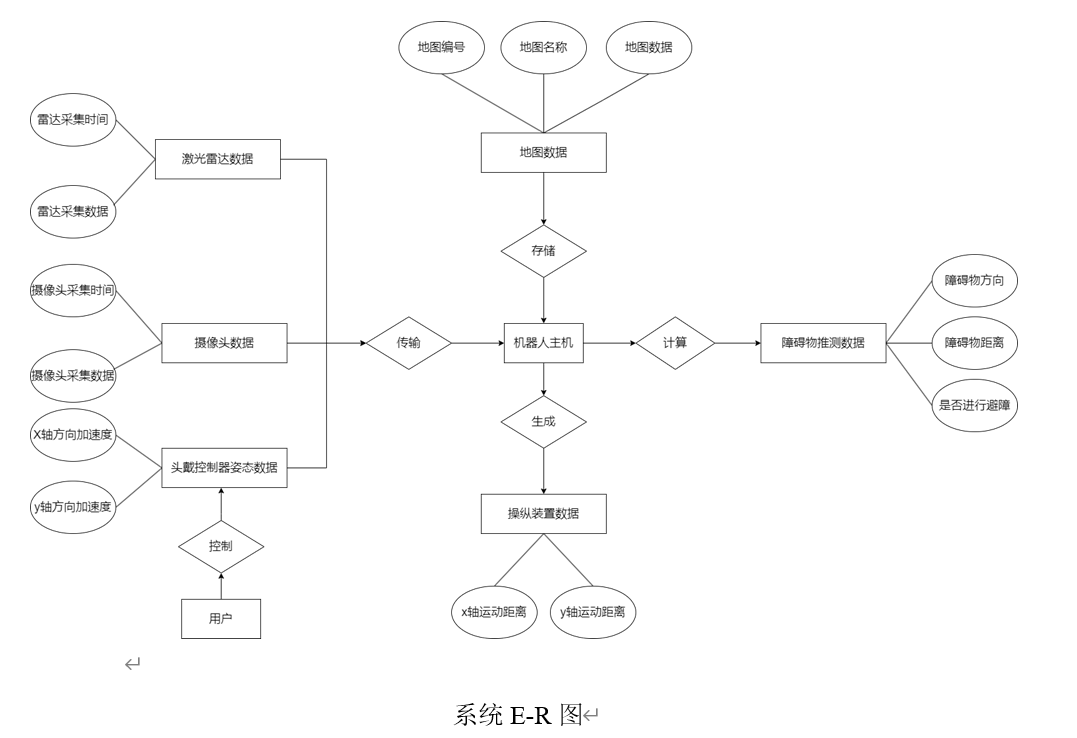 地图编号
地图名称
地图数据
雷达采集时间
激光雷达数据
地图数据
雷达采集数据
存储
摄像头采集时间
障碍物方向
摄像头数据
传输
机器人主机
计算
障碍物推测数据
障碍物距离
摄像头采集数据
是否进行避障
X轴方向加速度
生成
头戴控制器姿态数据
y轴方向加速度
操纵装置数据
控制
用户
x轴运动距离
y轴运动距离
系统 E-R 图